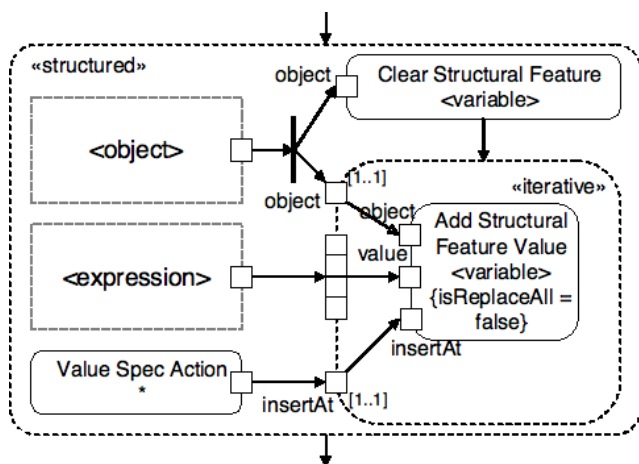 «structured»
object
Clear Structural Feature
<variable>
<object>
[1..1]
object
«iterative»
object
Add Structural
Feature Value
<variable>
{isReplaceAll =
false}
value
<expression>
insertAt
Value Spec Action
*
insertAt
[1..1]